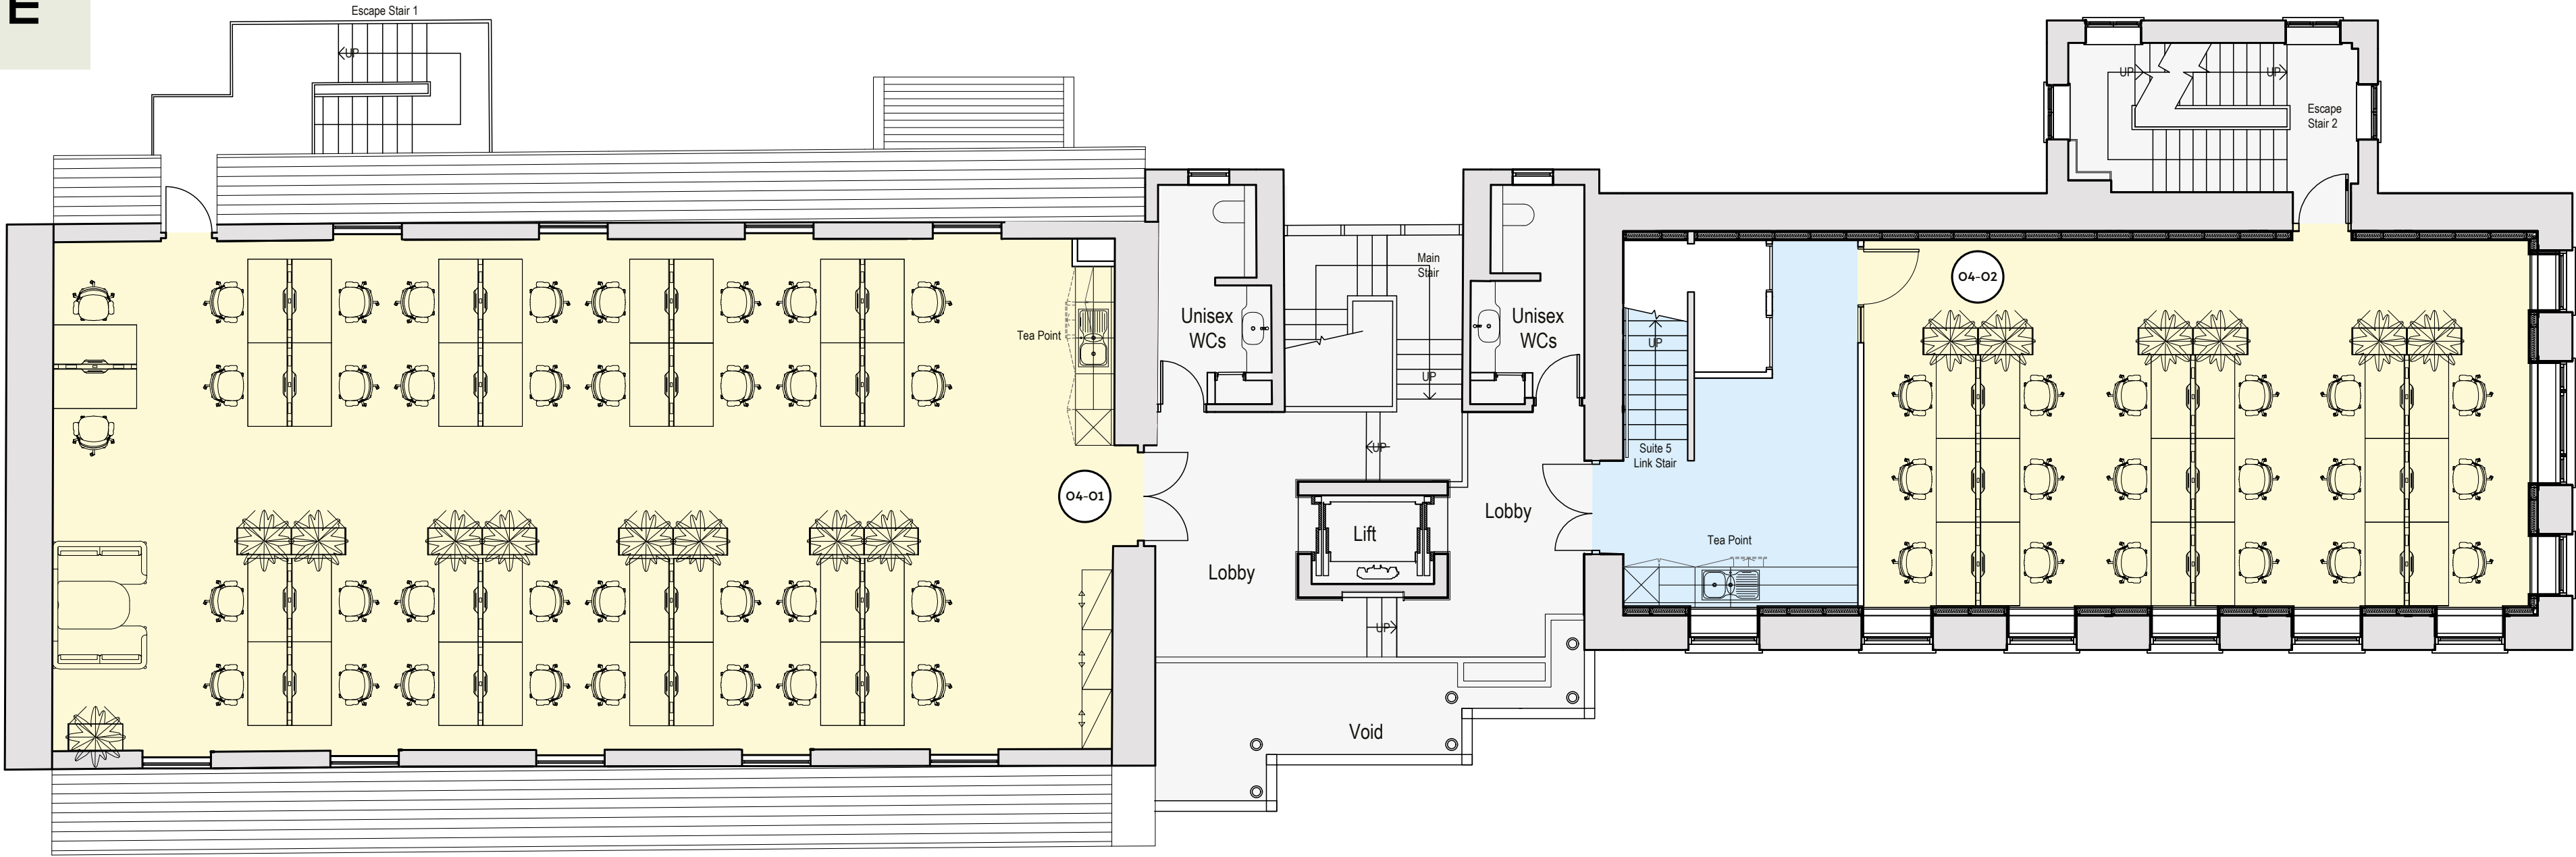 E
Escape Stair 1
UP
UP
UP
Escape
Stair 2
Main
Stair
04-02
Unisex
WCs
Unisex
WCs
Tea Point
UP
UP
UP
Suite 5
Link Stair
04-01
Lobby
Lift
Tea Point
Lobby
UP
Void